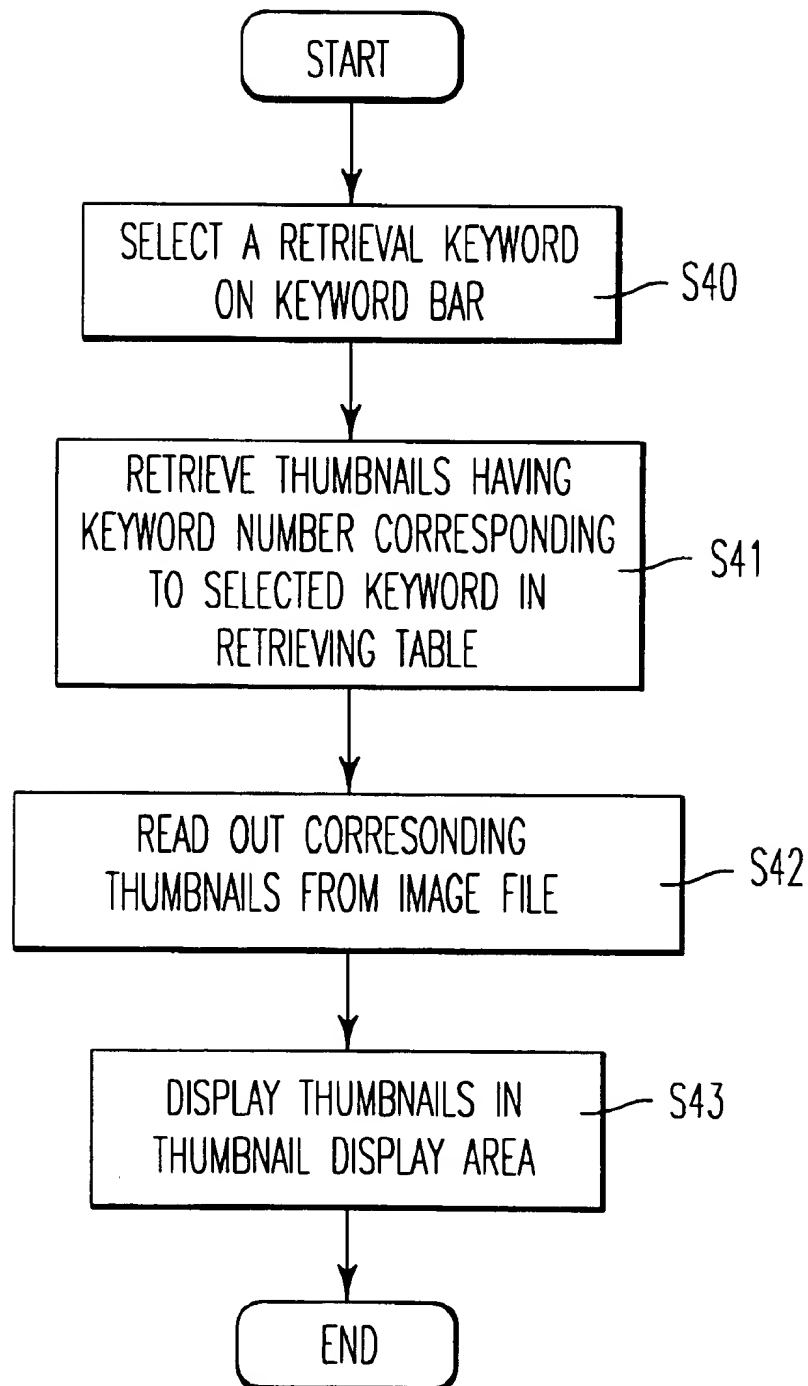 START
SELECT A RETRIEVAL KEYWORD
ON KEYWORD BAR
S40
RETRIEVE THUMBNAILS HAVING
KEYWORD NUMBER CORRESPONDING
TO SELECTED KEYWORD IN
RETRIEVING TABLE
S41
READ OUT CORRESONDING
THUMBNAILS FROM IMAGE FILE
S42
DISPLAY THUMBNAILS IN
THUMBNAIL DISPLAY AREA
S43
END